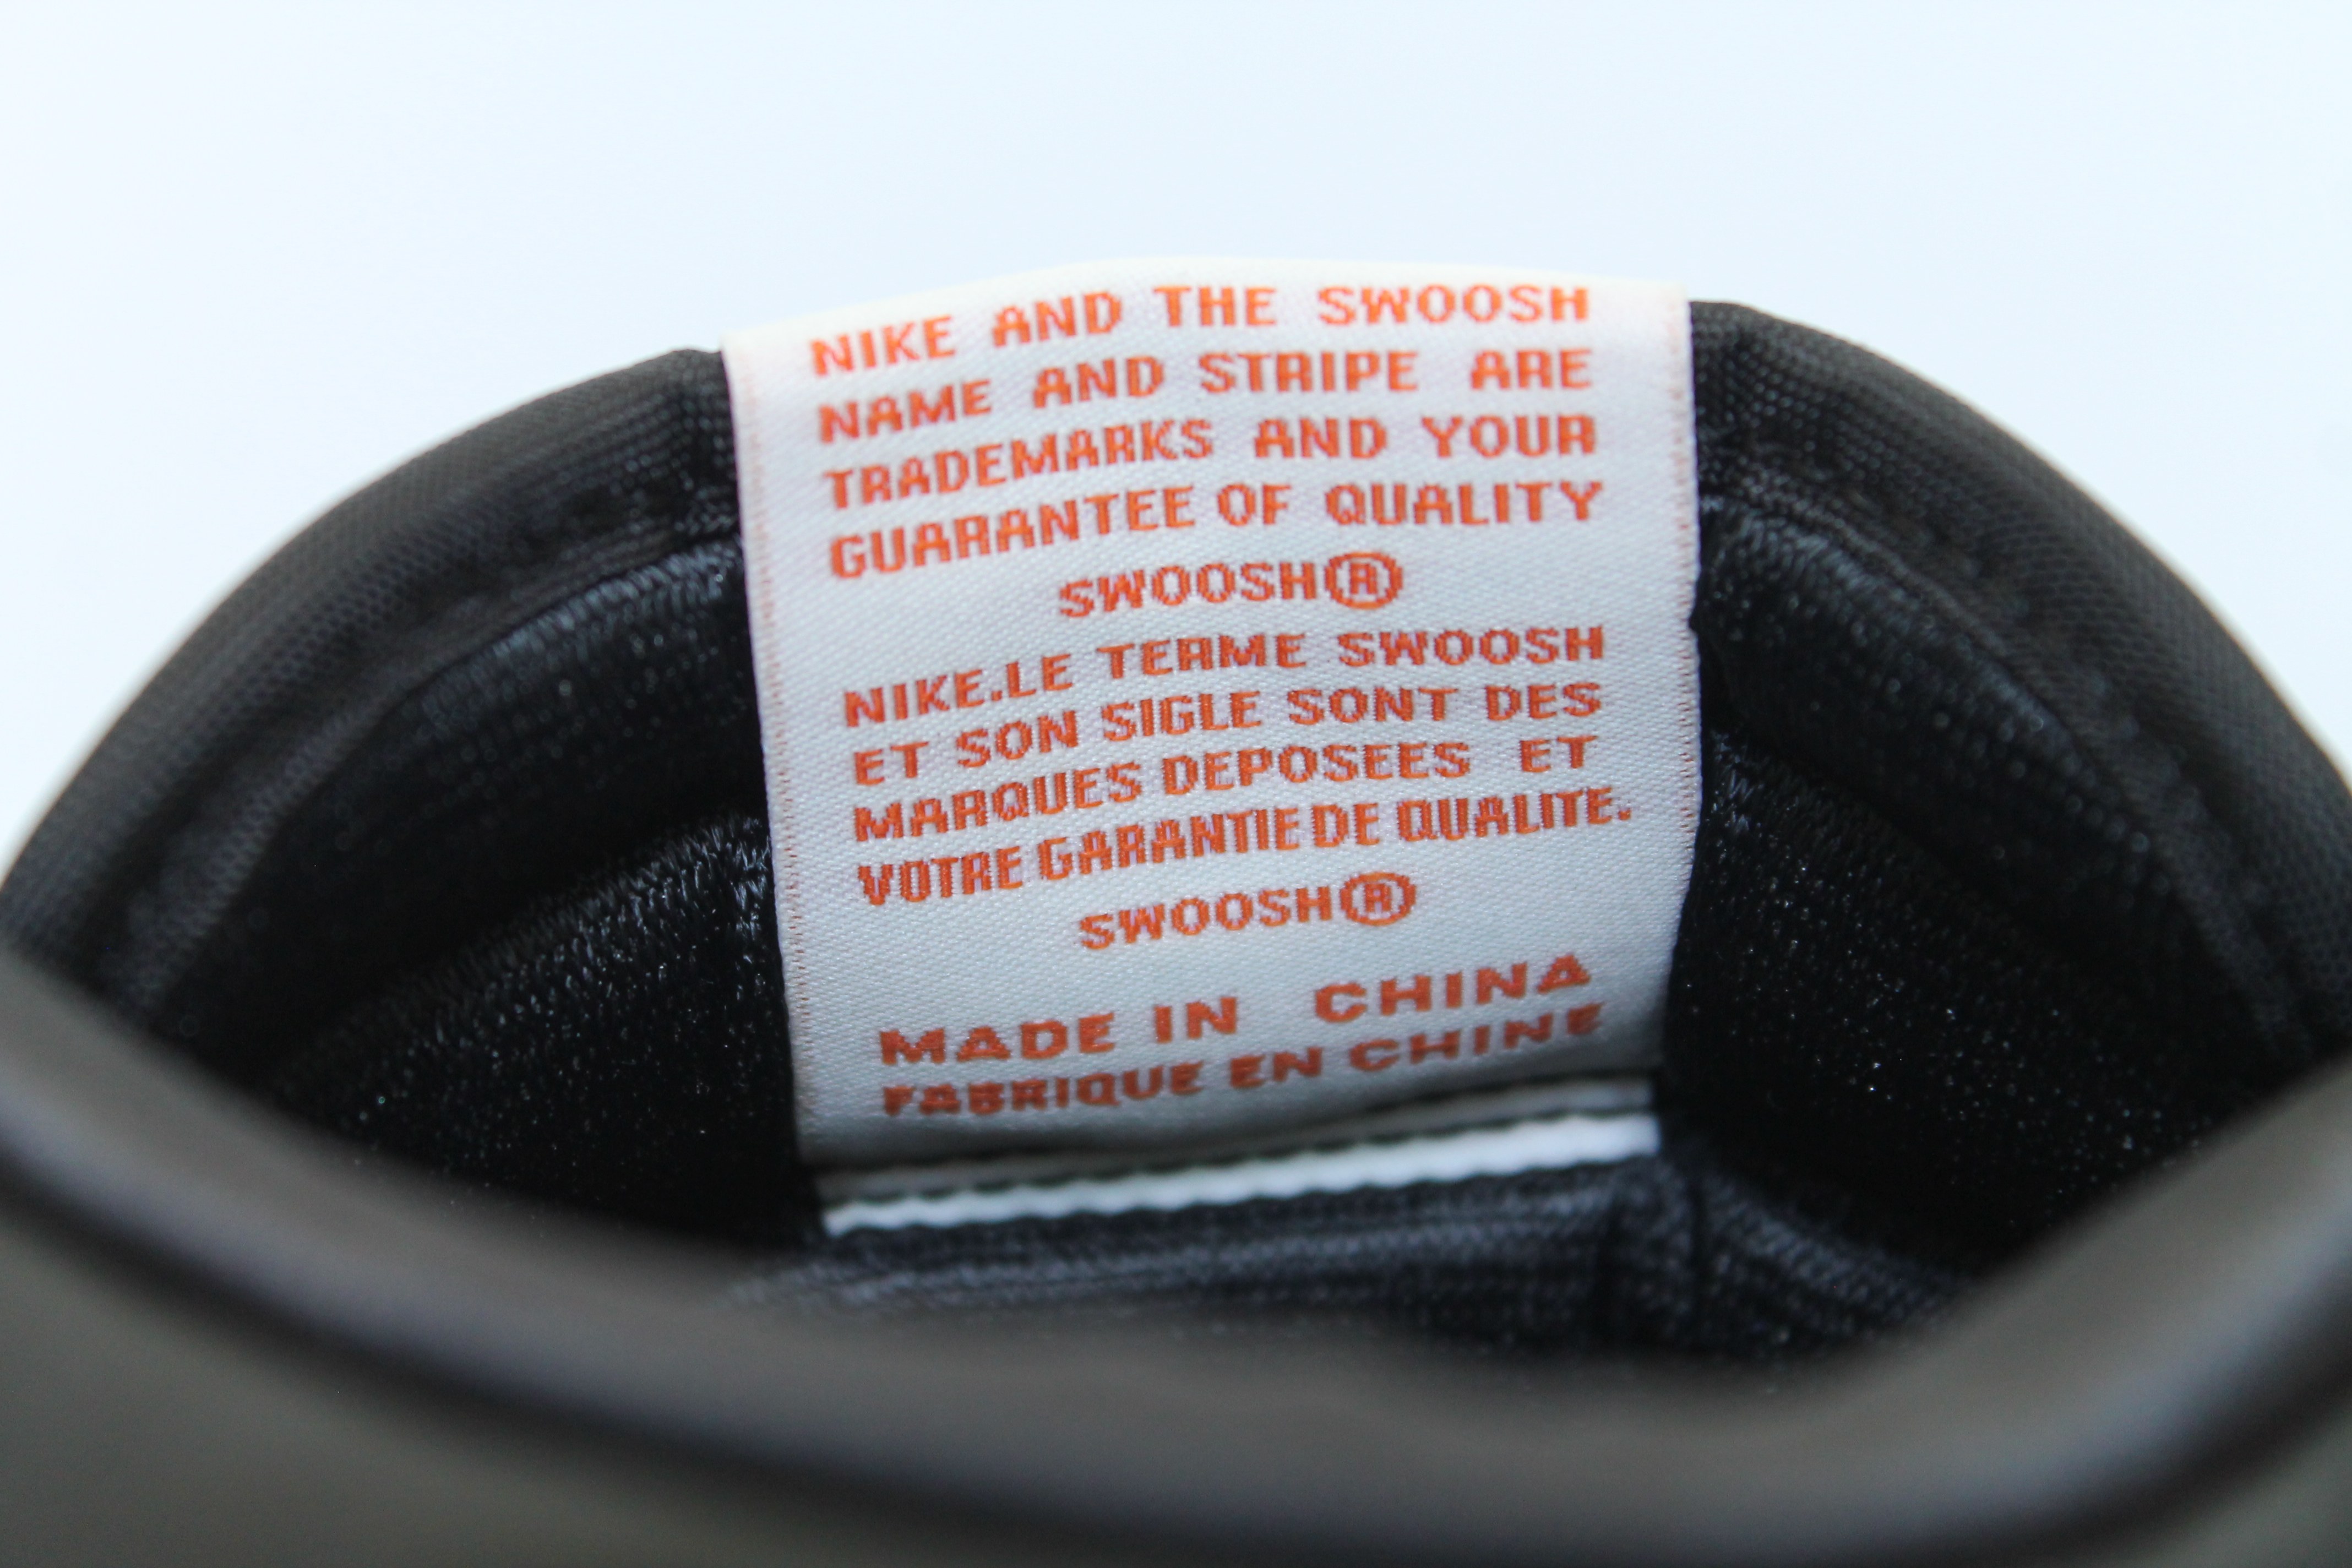 NIKE AND THE SWOOSH
NAME AND STRIPE ARE
TRADEMARKS AND YOUR
GUARANTEE OF QUALITY
SWOOSH®
NIKE.LE TERME SWOOSH
ET SON SIGLE SONT DES
MARQUES DEPOSEES ET
VOTRE GARANTIE DE QUALITE.
SWOOSH®
MADE IN CHINA
FABRIQUE EN CHINE